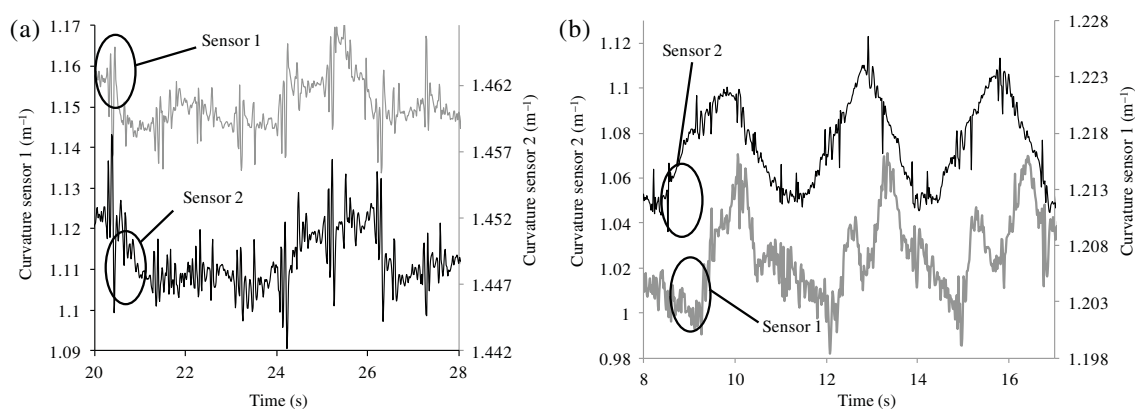 (a)
1.17
1.16
1.15
1.14
1.13
1.12
1.11
1.1
1.09
Curvature sensor 1 (m⁻¹)
Sensor 1
Sensor 2
1.462
1.457
1.452
1.447
1.442
Curvature sensor 2 (m⁻¹)
20 22 24 26 28
Time (s)
(b)
1.12
1.1
1.08
1.06
1.04
1.02
1
0.98
Curvature sensor 2 (m⁻¹)
Sensor 2
Sensor 1
1.228
1.223
1.218
1.213
1.208
1.203
1.198
Curvature sensor 1 (m⁻¹)
8 10 12 14 16
Time (s)